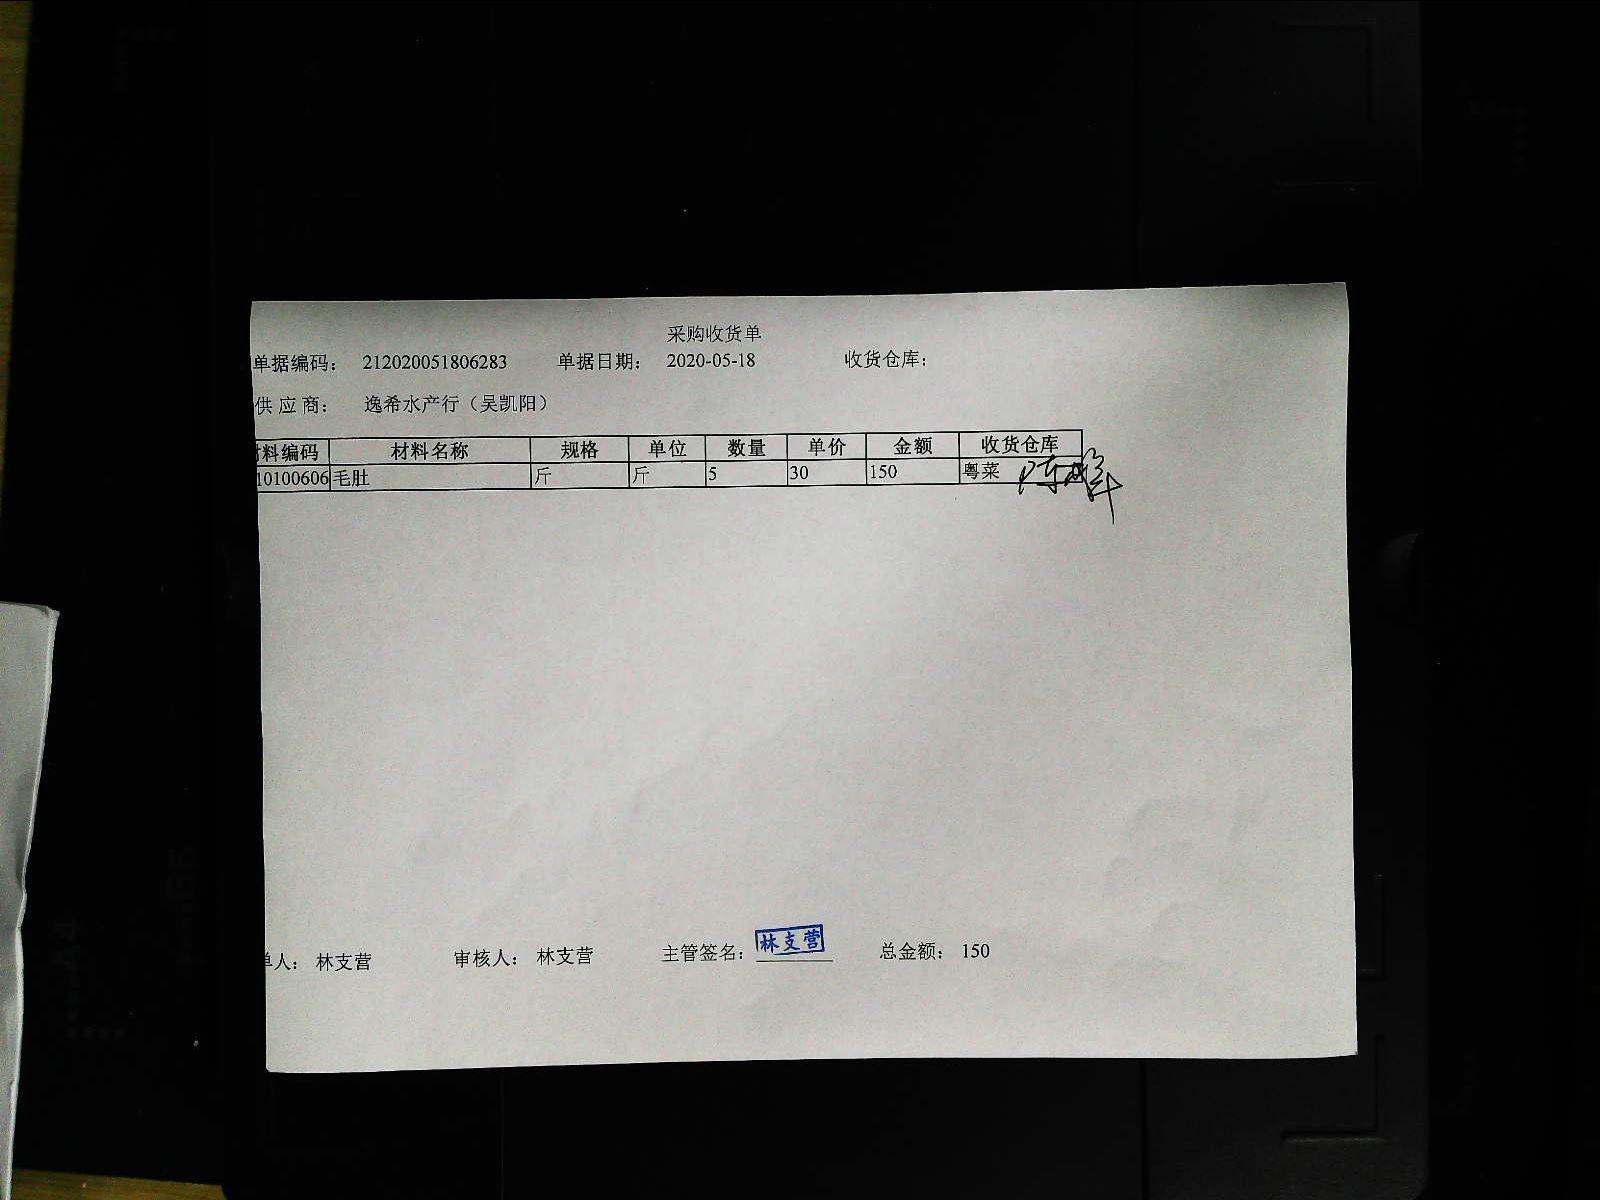 采购收货单
单据编码: 212020051806283 单据日期: 2020-05-18 收货仓库:
供应商: 逸希水产行（吴凯阳）
材料编码 材料名称 规格 单位 数量 单价 金额 收货仓库
10100606 毛肚 斤 斤 5 30 150 粤菜
单人: 林支营 审核人: 林支营 主管签名: 林支营 总金额: 150